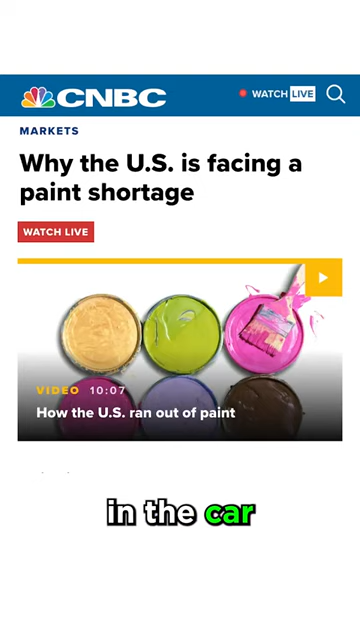 CNBC
WATCH LIVE
MARKETS
Why the U.S. is facing a
paint shortage
WATCH LIVE
VIDEO 10:07
How the U.S. ran out of paint
in the car